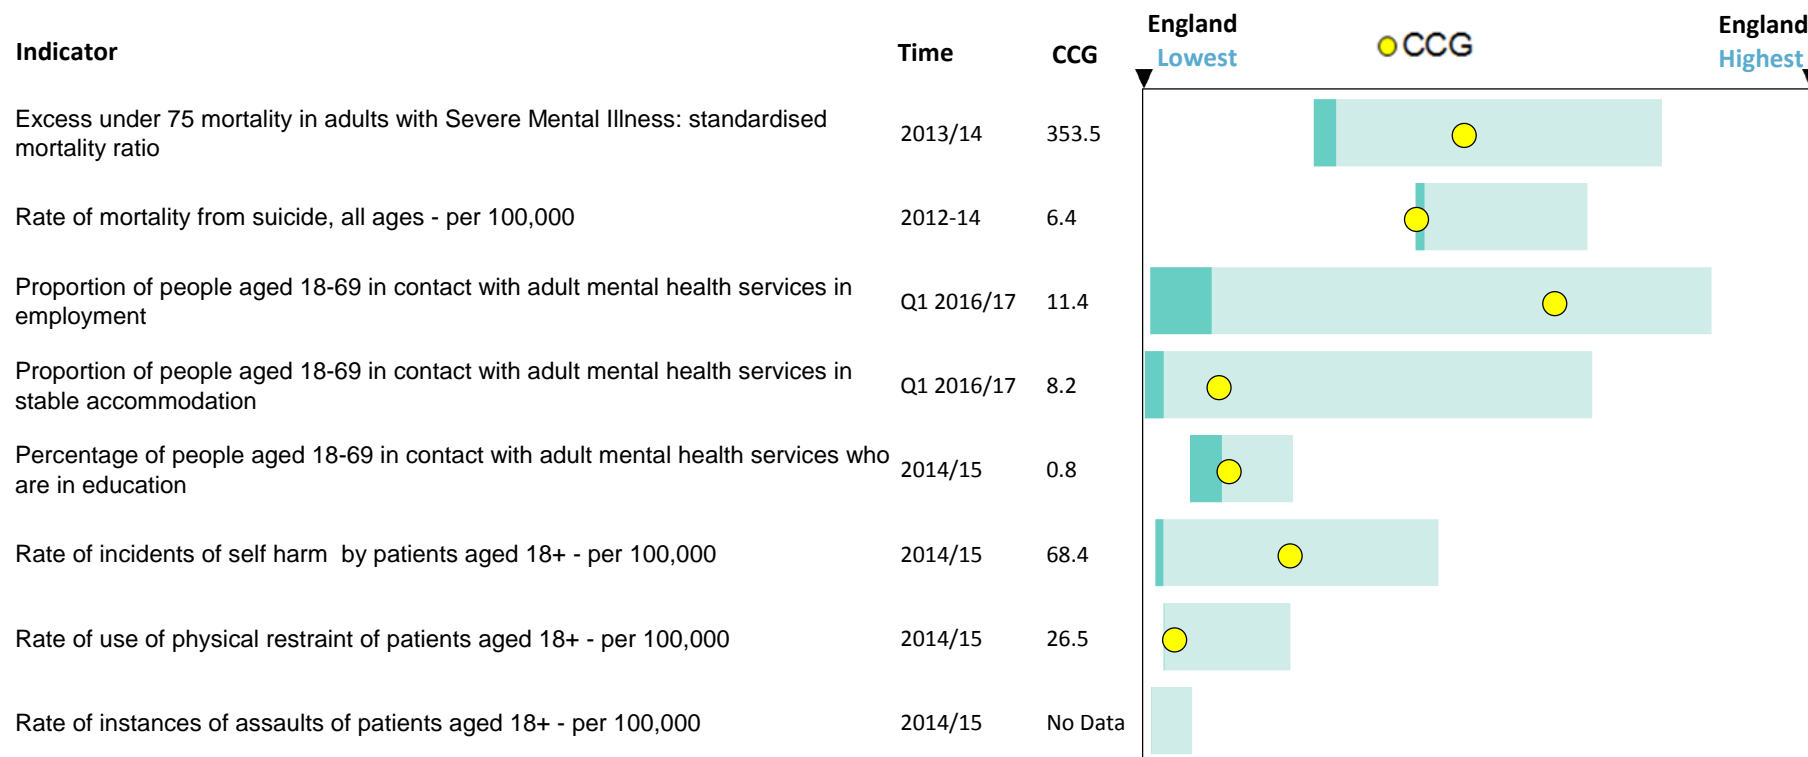 England
England
Indicator
Time
CCG
Lowest
CCG
Highest
Excess under 75 mortality in adults with Severe Mental Illness: standardised
mortality ratio
2013/14
353.5
Rate of mortality from suicide, all ages - per 100,000
2012-14
6.4
Proportion of people aged 18-69 in contact with adult mental health services in
employment
Q1 2016/17
11.4
Proportion of people aged 18-69 in contact with adult mental health services in
stable accommodation
Q1 2016/17
8.2
Percentage of people aged 18-69 in contact with adult mental health services who
are in education
2014/15
0.8
Rate of incidents of self harm  by patients aged 18+ - per 100,000
2014/15
68.4
Rate of use of physical restraint of patients aged 18+ - per 100,000
2014/15
26.5
Rate of instances of assaults of patients aged 18+ - per 100,000
2014/15
No Data